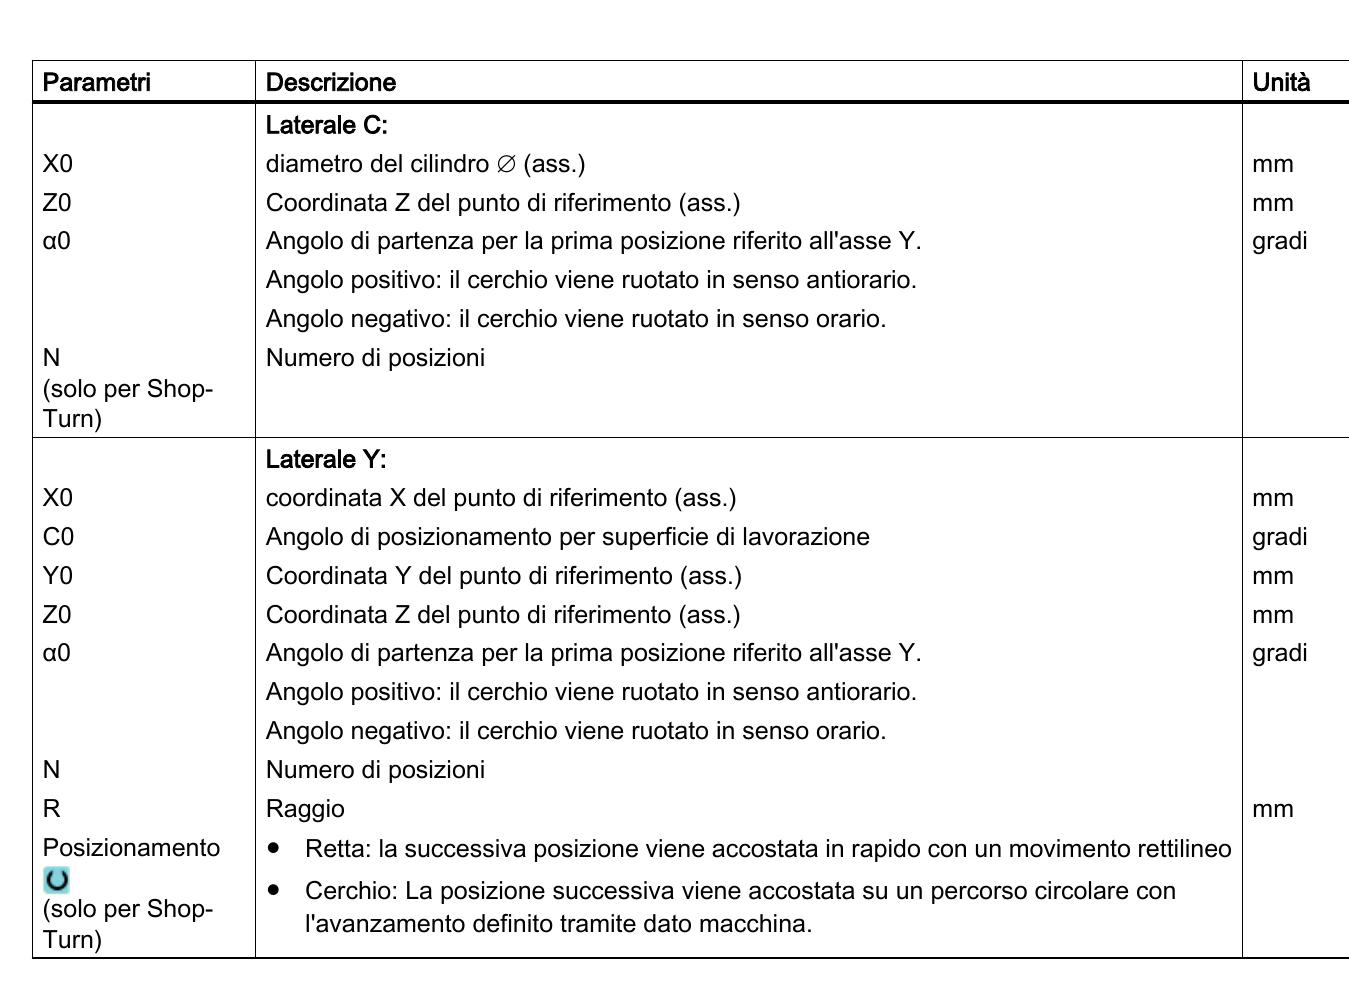 Parametri Descrizione Unità
Laterale C:
X0 diametro del cilindro ∅ (ass.) mm
Z0 Coordinata Z del punto di riferimento (ass.) mm
α0 Angolo di partenza per la prima posizione riferito all'asse Y. gradi
Angolo positivo: il cerchio viene ruotato in senso antiorario.
Angolo negativo: il cerchio viene ruotato in senso orario.
N Numero di posizioni
(solo per Shop-
Turn)
Laterale Y:
X0 coordinata X del punto di riferimento (ass.) mm
C0 Angolo di posizionamento per superficie di lavorazione gradi
Y0 Coordinata Y del punto di riferimento (ass.) mm
Z0 Coordinata Z del punto di riferimento (ass.) mm
α0 Angolo di partenza per la prima posizione riferito all'asse Y. gradi
Angolo positivo: il cerchio viene ruotato in senso antiorario.
Angolo negativo: il cerchio viene ruotato in senso orario.
N Numero di posizioni
R Raggio mm
Posizionamento
(solo per Shop-
Turn)
● Retta: la successiva posizione viene accostata in rapido con un movimento rettilineo
● Cerchio: La posizione successiva viene accostata su un percorso circolare con
l'avanzamento definito tramite dato macchina.